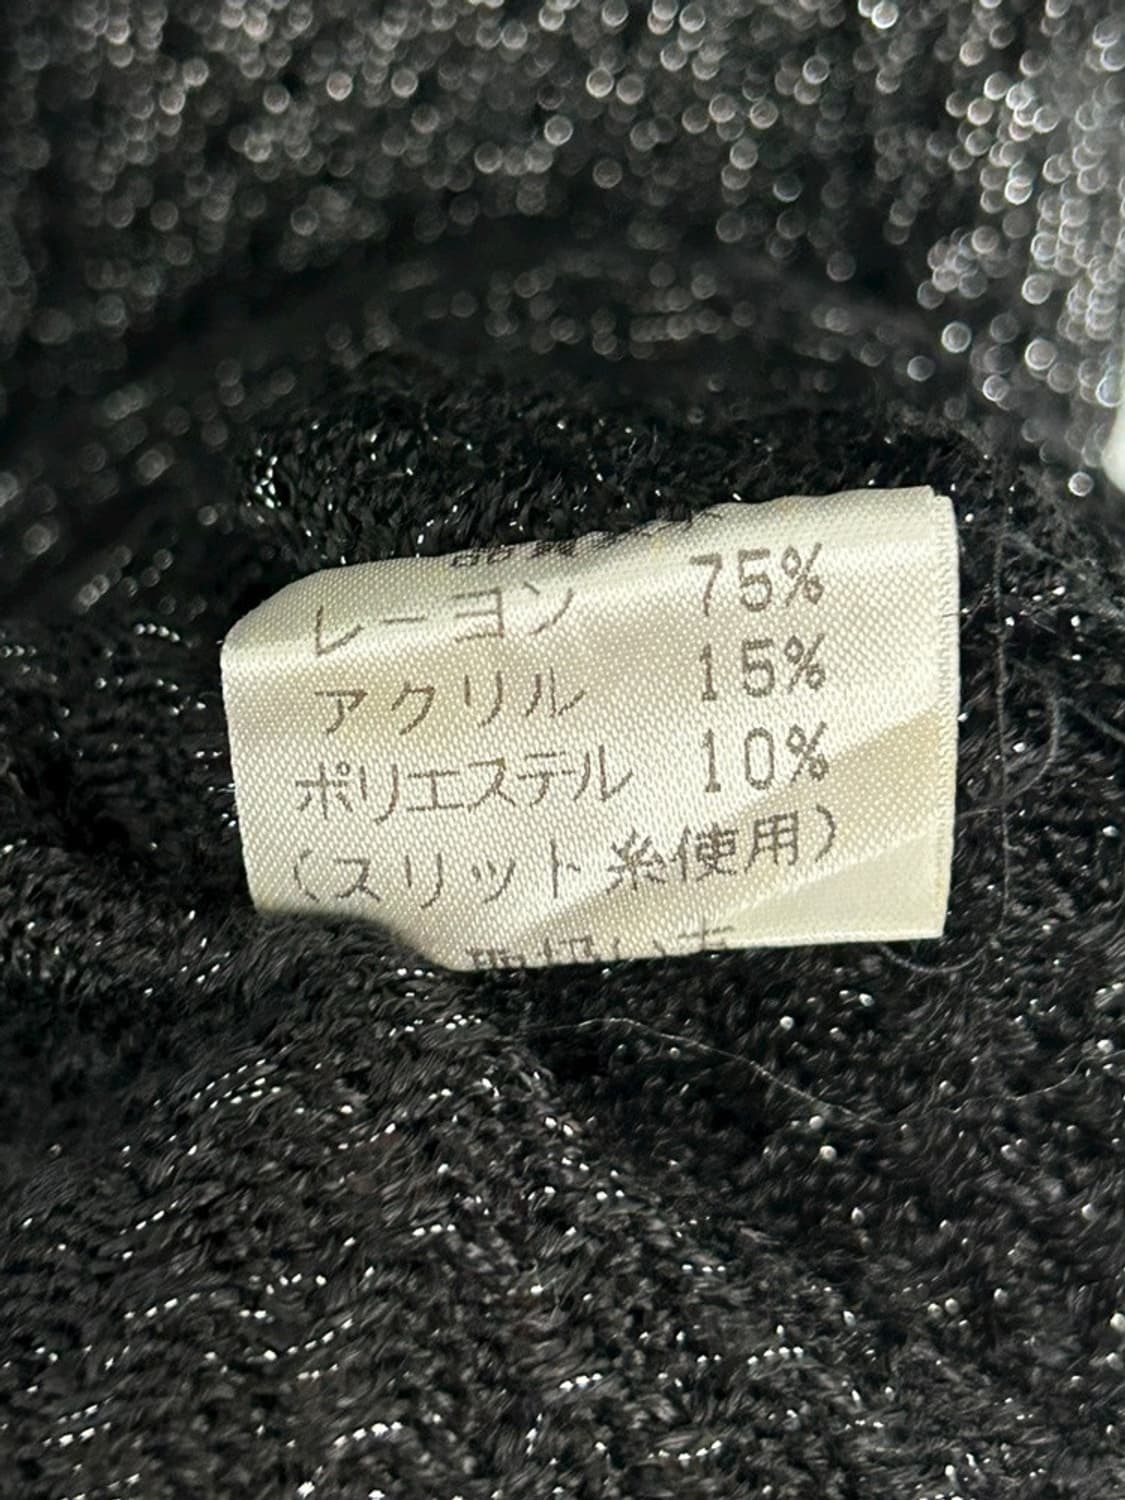 レーヨン 75%
アクリル 15%
ポリエステル 10%
(スリット糸使用)